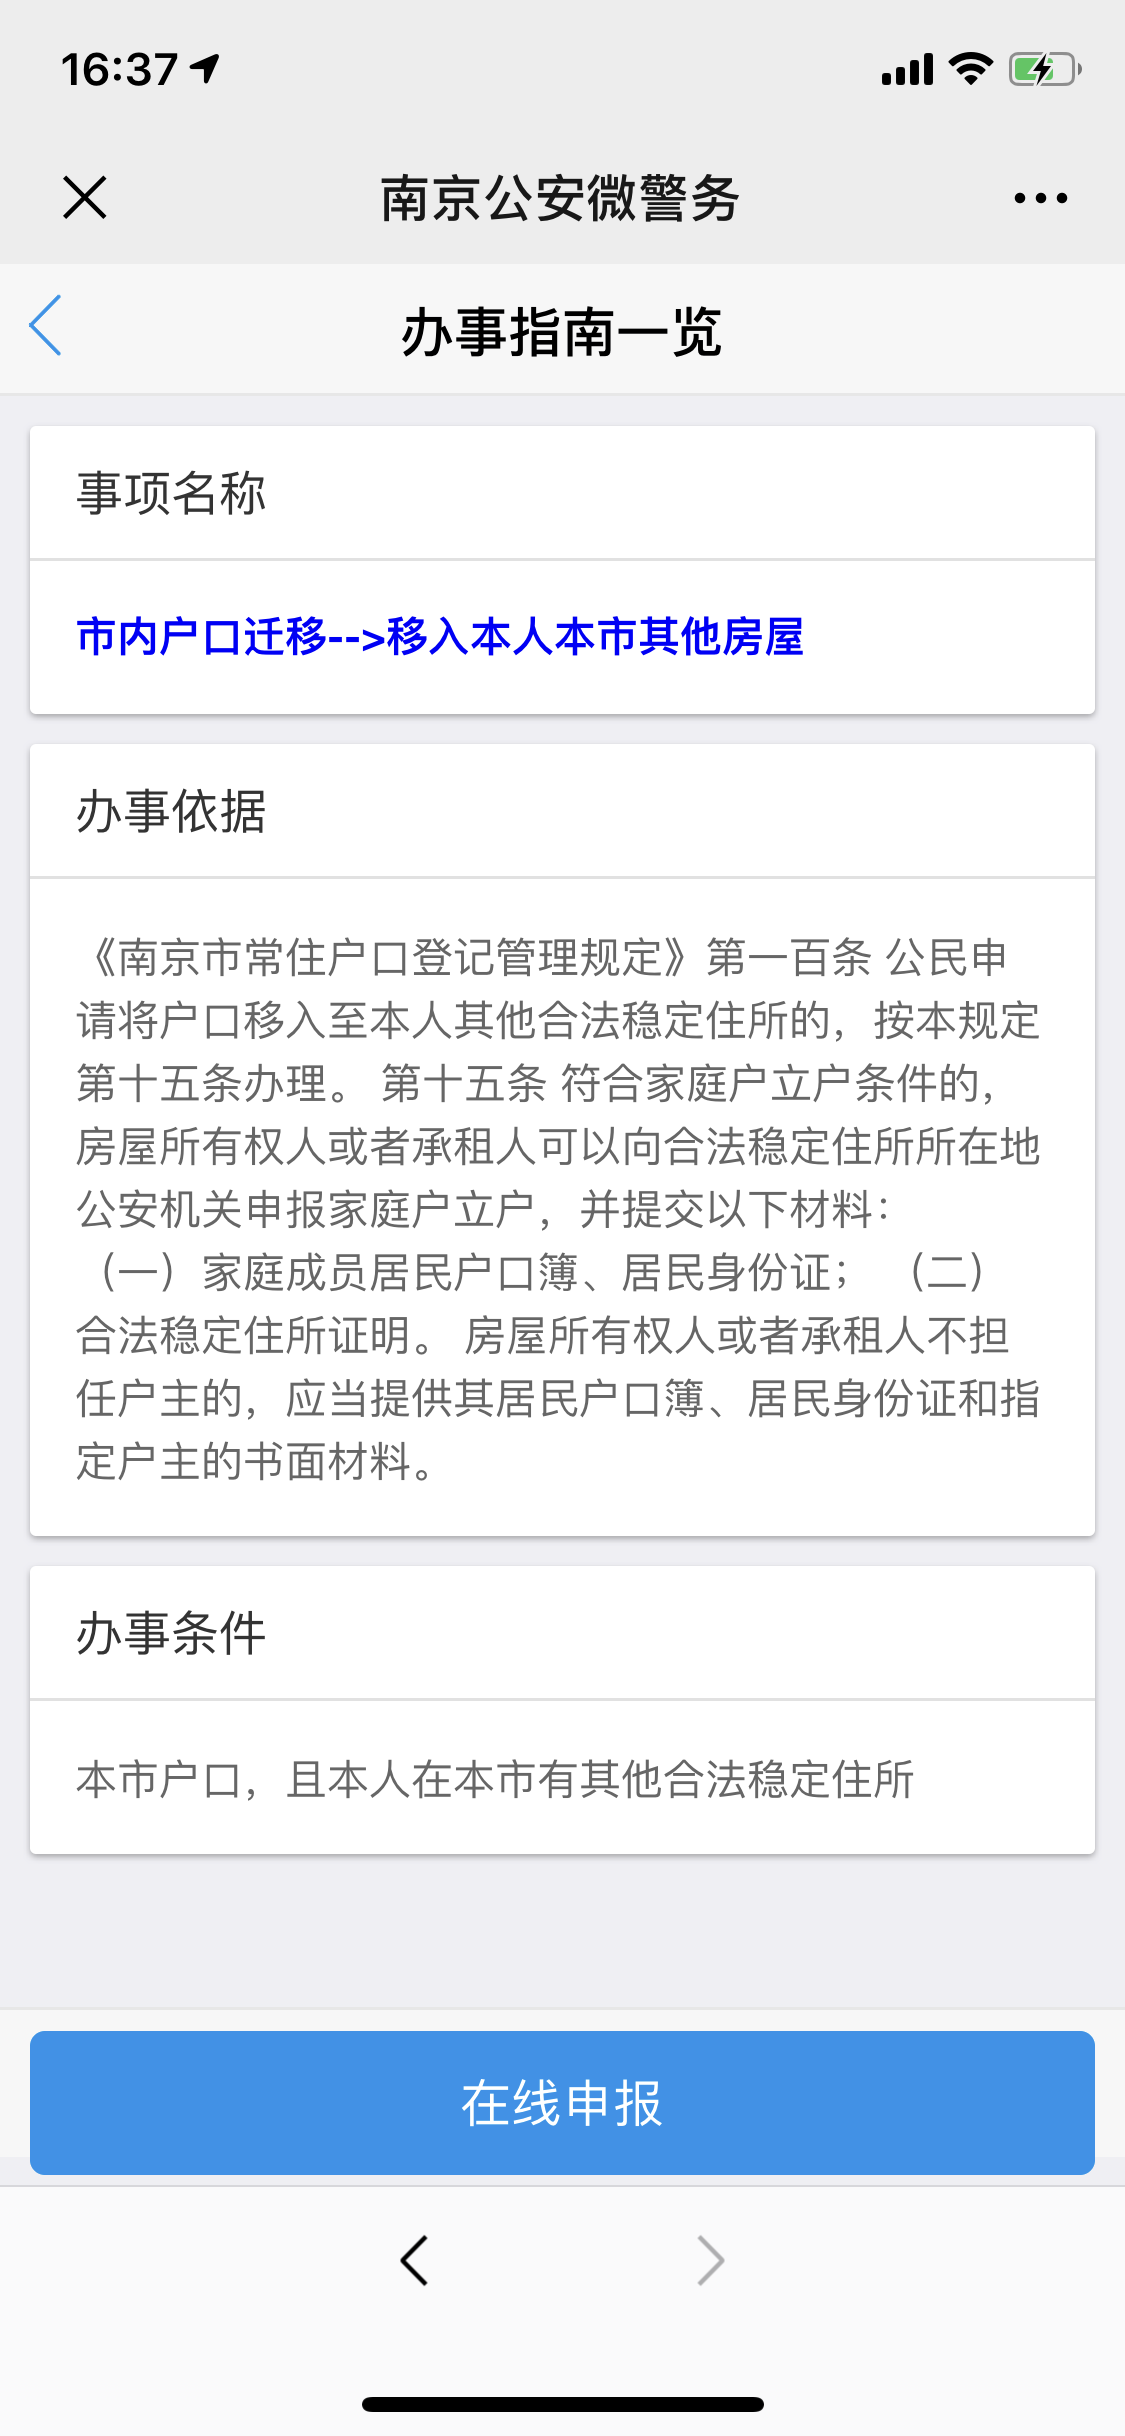 16:37
南京公安微警务
办事指南一览
事项名称
市内户口迁移-->移入本人本市其他房屋
办事依据
《南京市常住户口登记管理规定》第一百条 公民申
请将户口移入至本人其他合法稳定住所的，按本规定
第十五条办理。 第十五条 符合家庭户立户条件的，
房屋所有权人或者承租人可以向合法稳定住所所在地
公安机关申报家庭户立户，并提交以下材料：
（一）家庭成员居民户口簿、居民身份证； （二）
合法稳定住所证明。 房屋所有权人或者承租人不担
任户主的，应当提供其居民户口簿、居民身份证和指
定户主的书面材料。
办事条件
本市户口，且本人在本市有其他合法稳定住所
在线申报